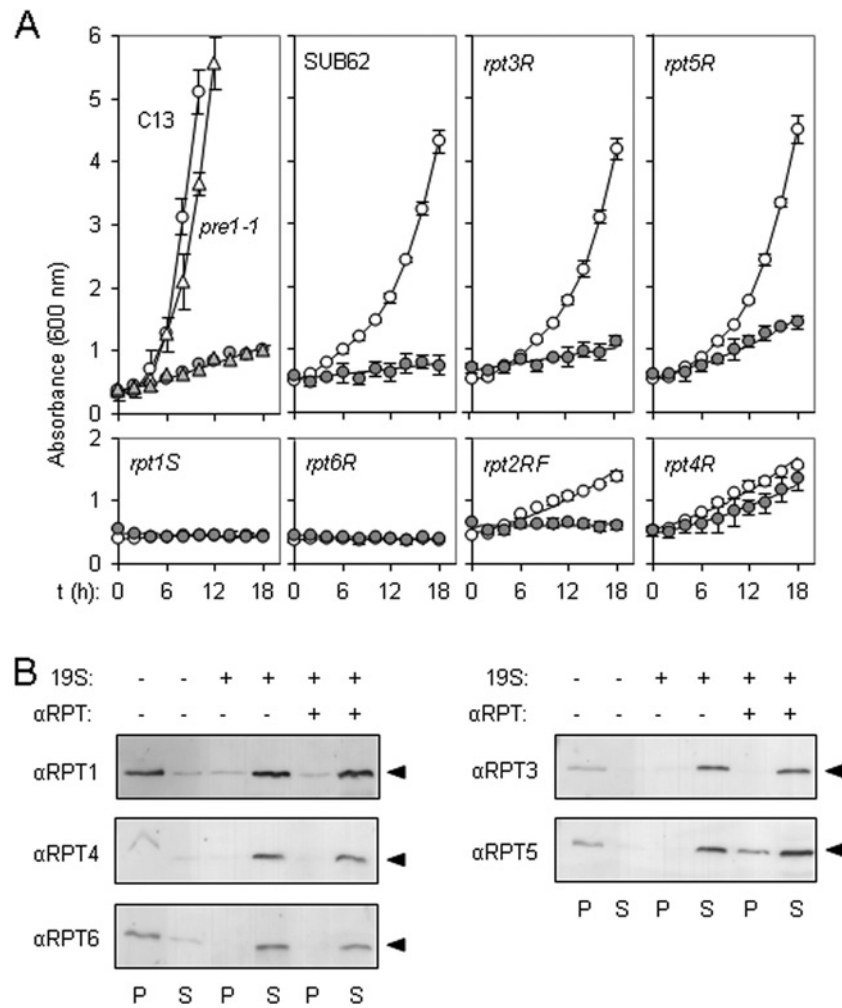 A
6 SUB62 rpt3R rpt5R
5
C13
4
3
pre1-1
2
1
0
Absorbance (600 nm)
2 rpt1S rpt6R rpt2RF rpt4R
1
0
t (h): 0 6 12 18 0 6 12 18 0 6 12 18 0 6 12 18
B
19S: - - + + + +
αRPT: - - - - + +
αRPT1
αRPT4
αRPT6
P S P S P S
19S: - - + + + +
αRPT: - - - - + +
αRPT3
αRPT5
P S P S P S